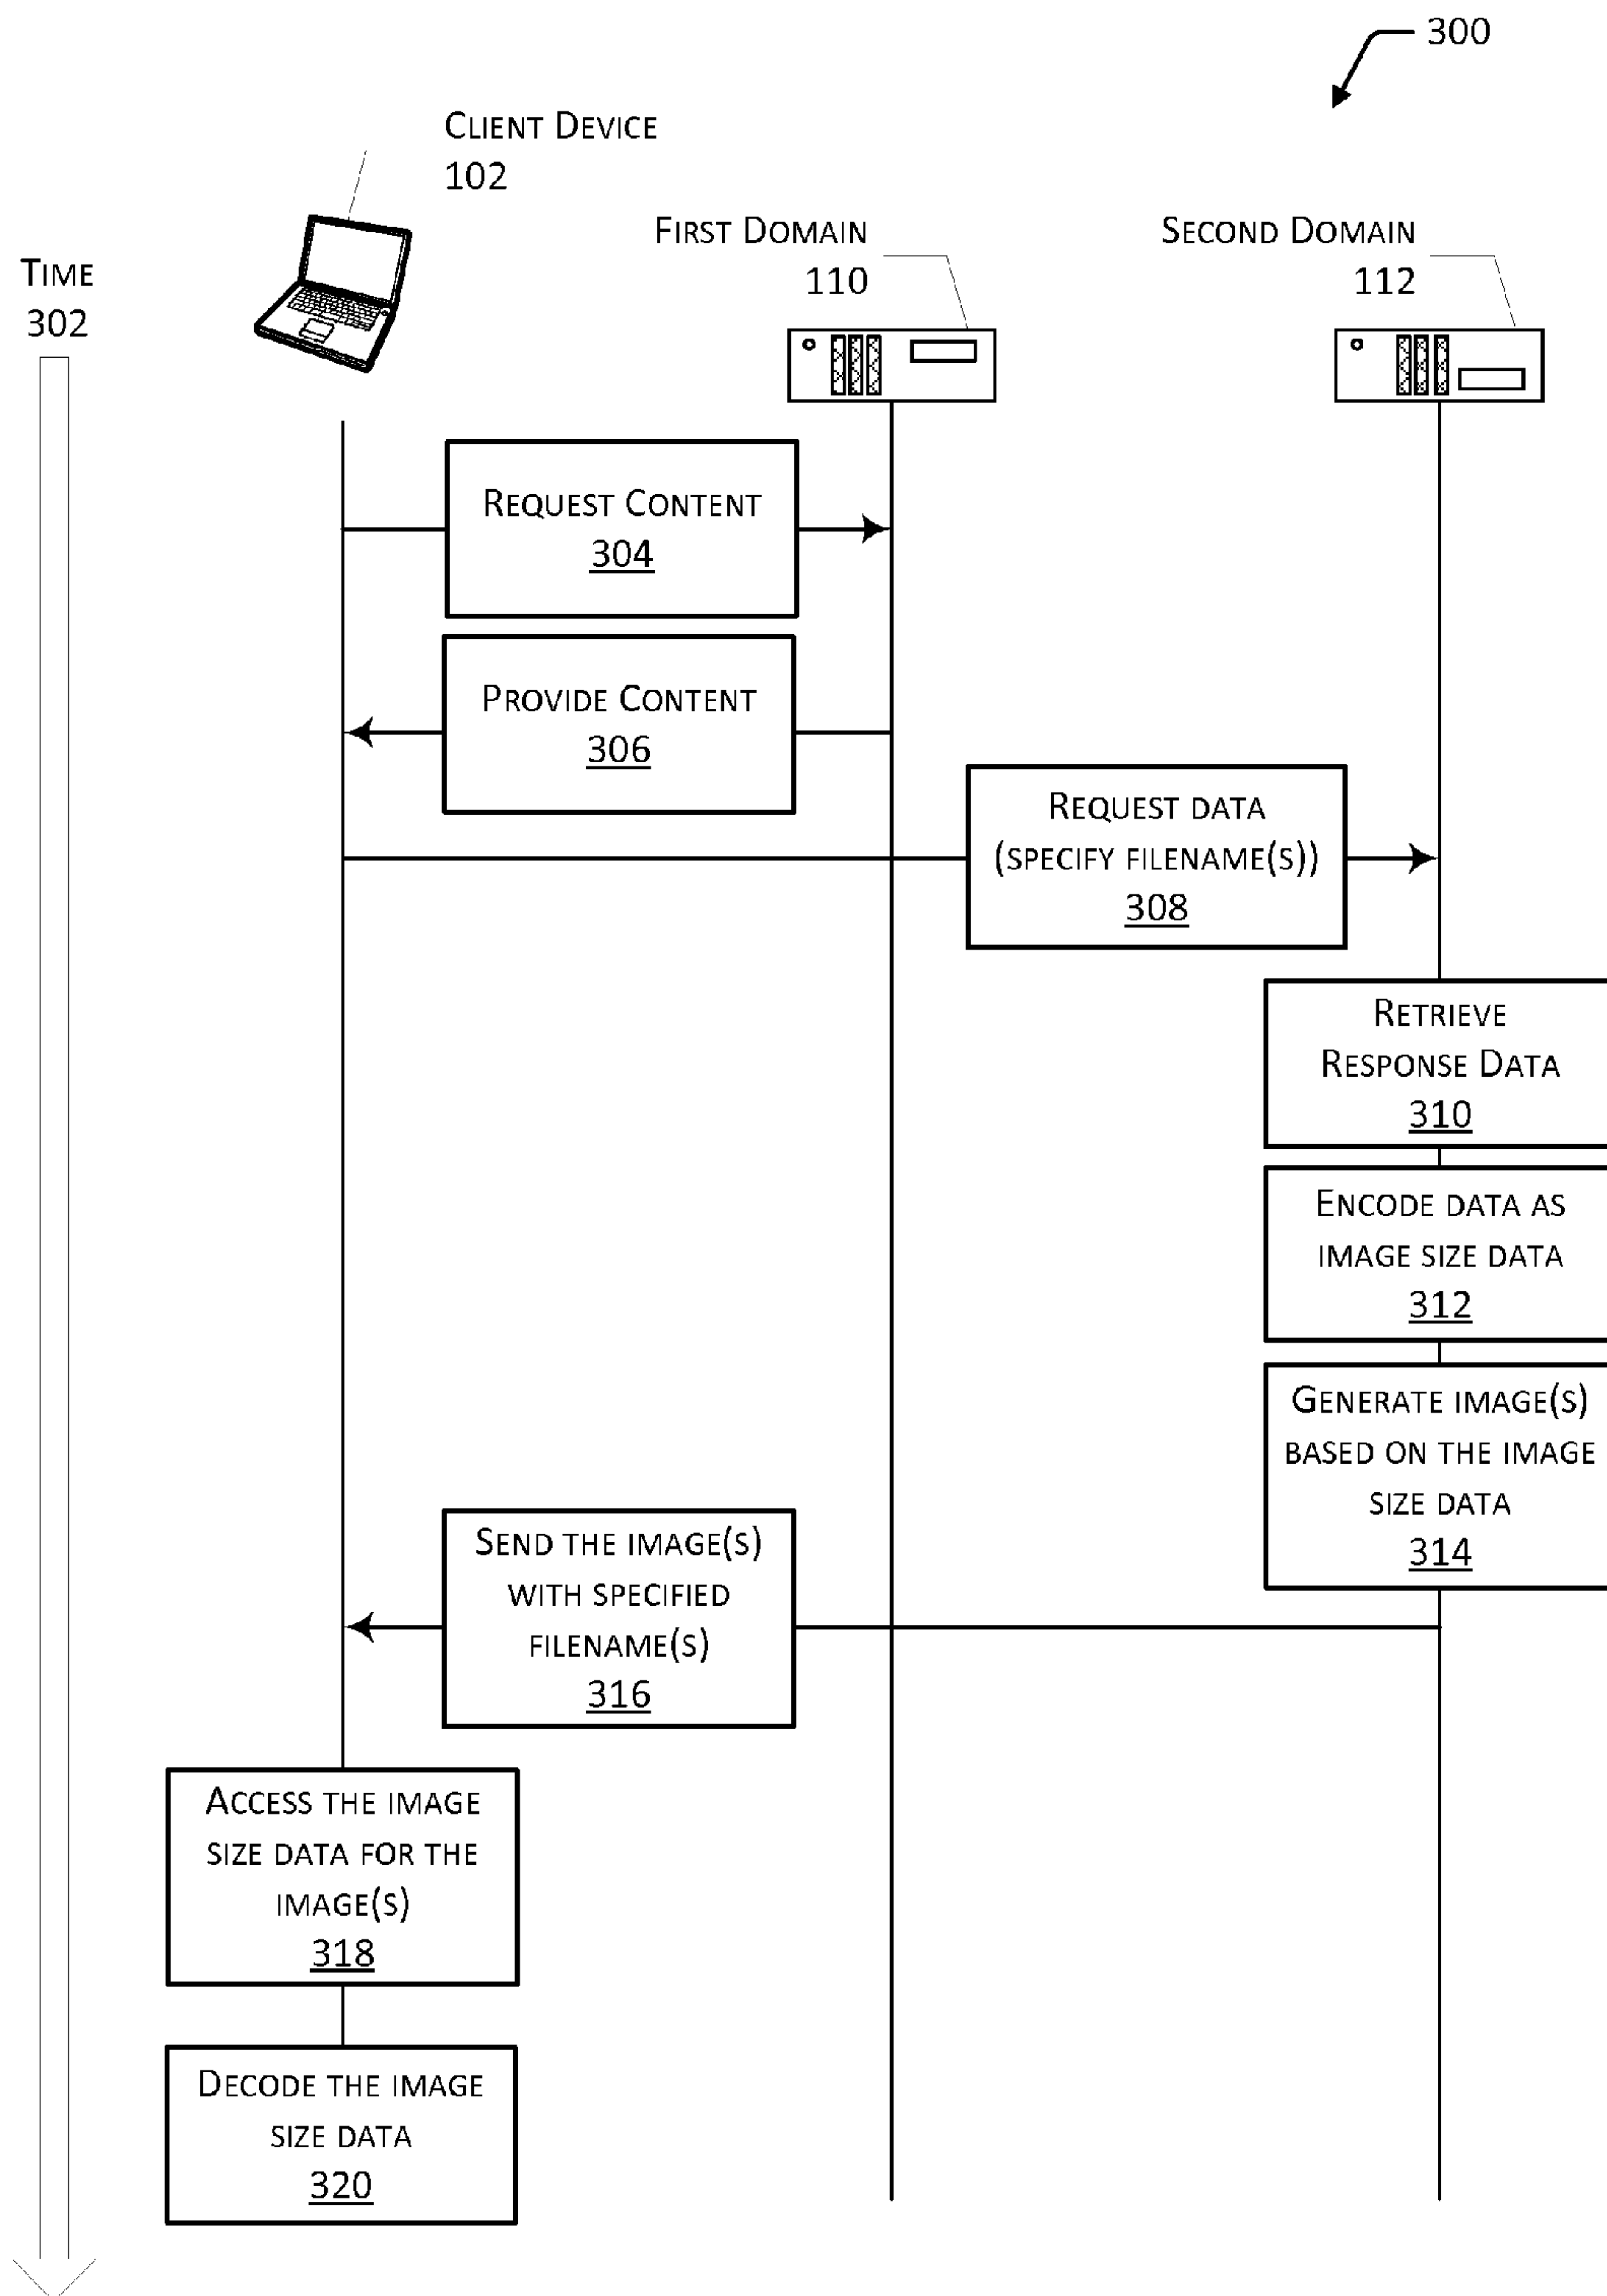 300
CLIENT DEVICE
102
FIRST DOMAIN
110
SECOND DOMAIN
112
TIME
302
REQUEST CONTENT
304
PROVIDE CONTENT
306
REQUEST DATA
(SPECIFY FILENAME(S))
308
RETRIEVE
RESPONSE DATA
310
ENCODE DATA AS
IMAGE SIZE DATA
312
GENERATE IMAGE(S)
BASED ON THE IMAGE
SIZE DATA
314
SEND THE IMAGE(S)
WITH SPECIFIED
FILENAME(S)
316
ACCESS THE IMAGE
SIZE DATA FOR THE
IMAGE(S)
318
DECODE THE IMAGE
SIZE DATA
320